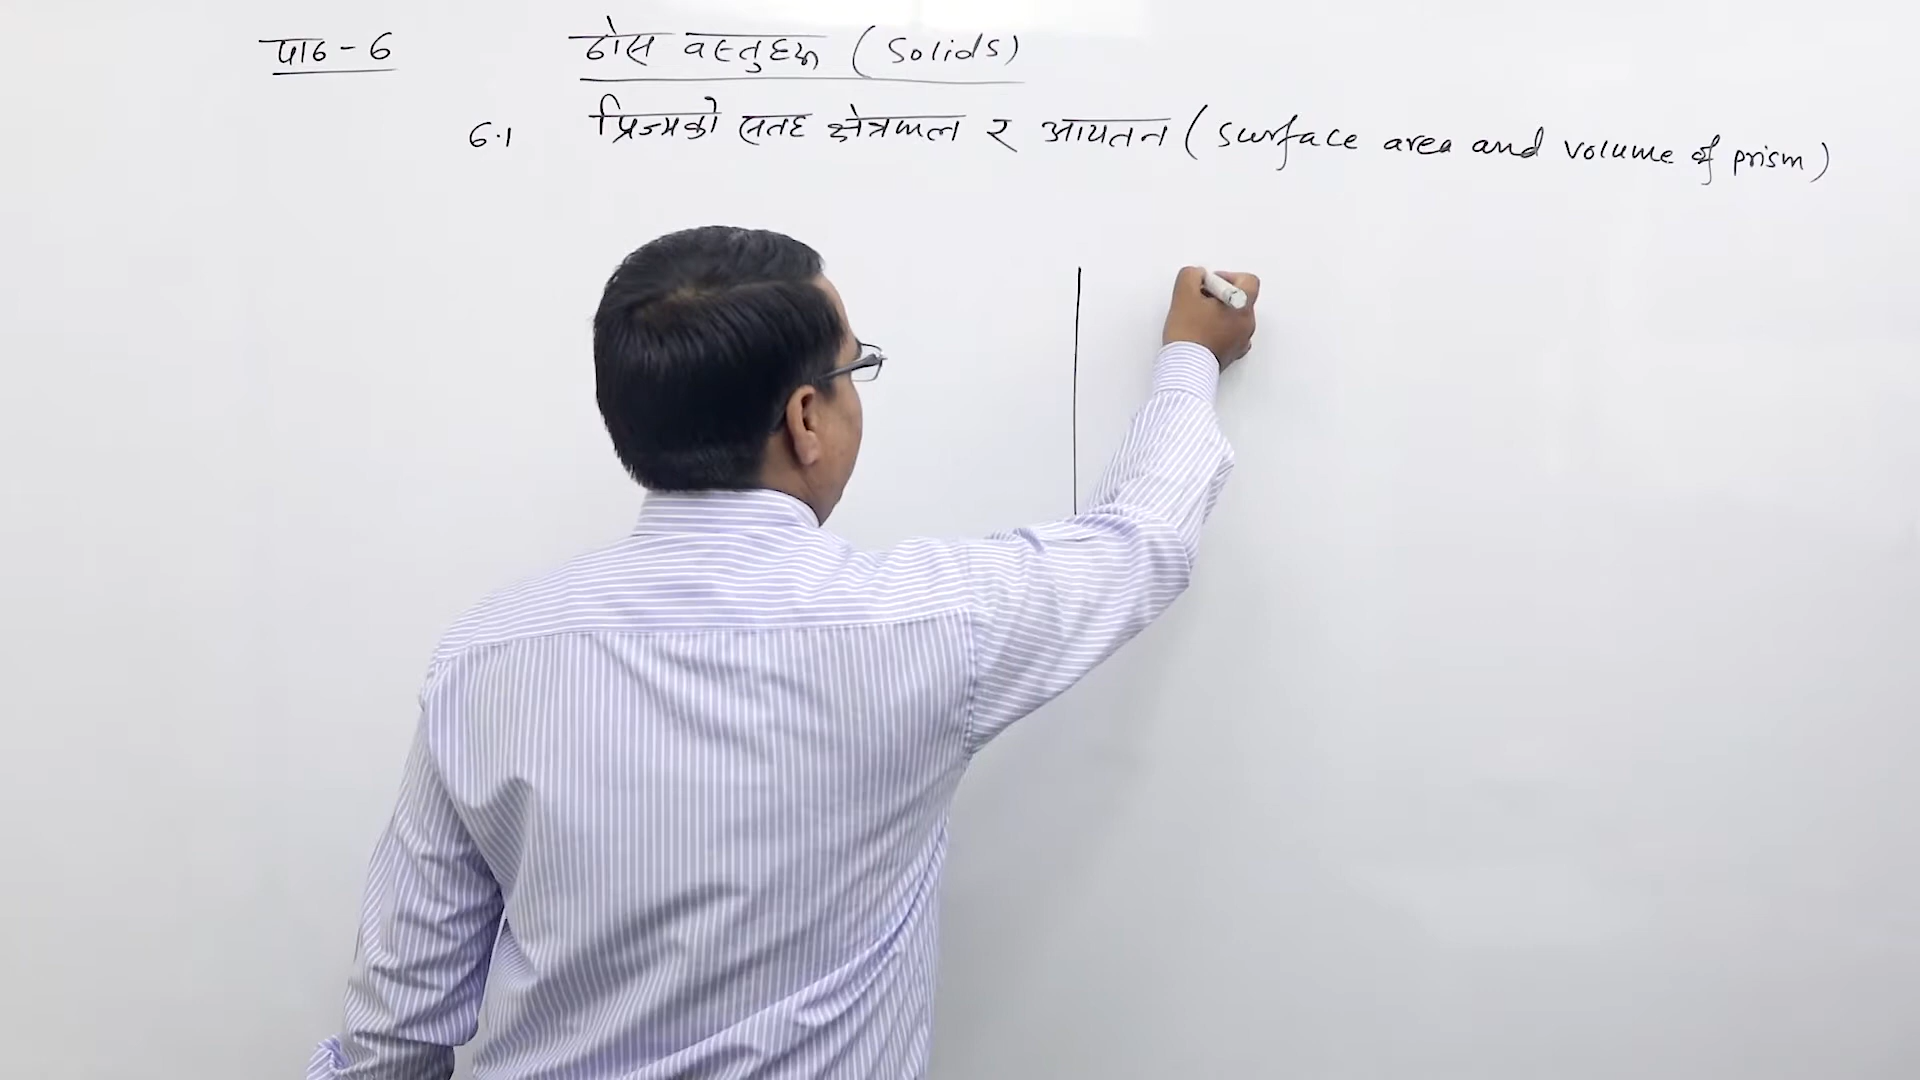 पाठ - 6 ठोस वस्तुहरू (Solids)
6.1 प्रिज्मको सतह क्षेत्रफल र आयतन (Surface area and volume of prism)